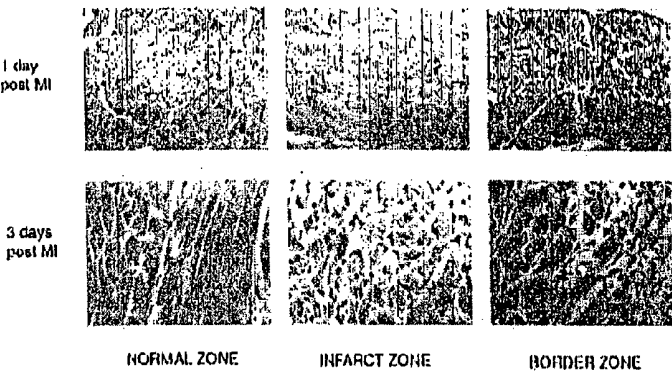 1 day
post MI
3 days
post MI
NORMAL ZONE
INFARCT ZONE
BORDER ZONE